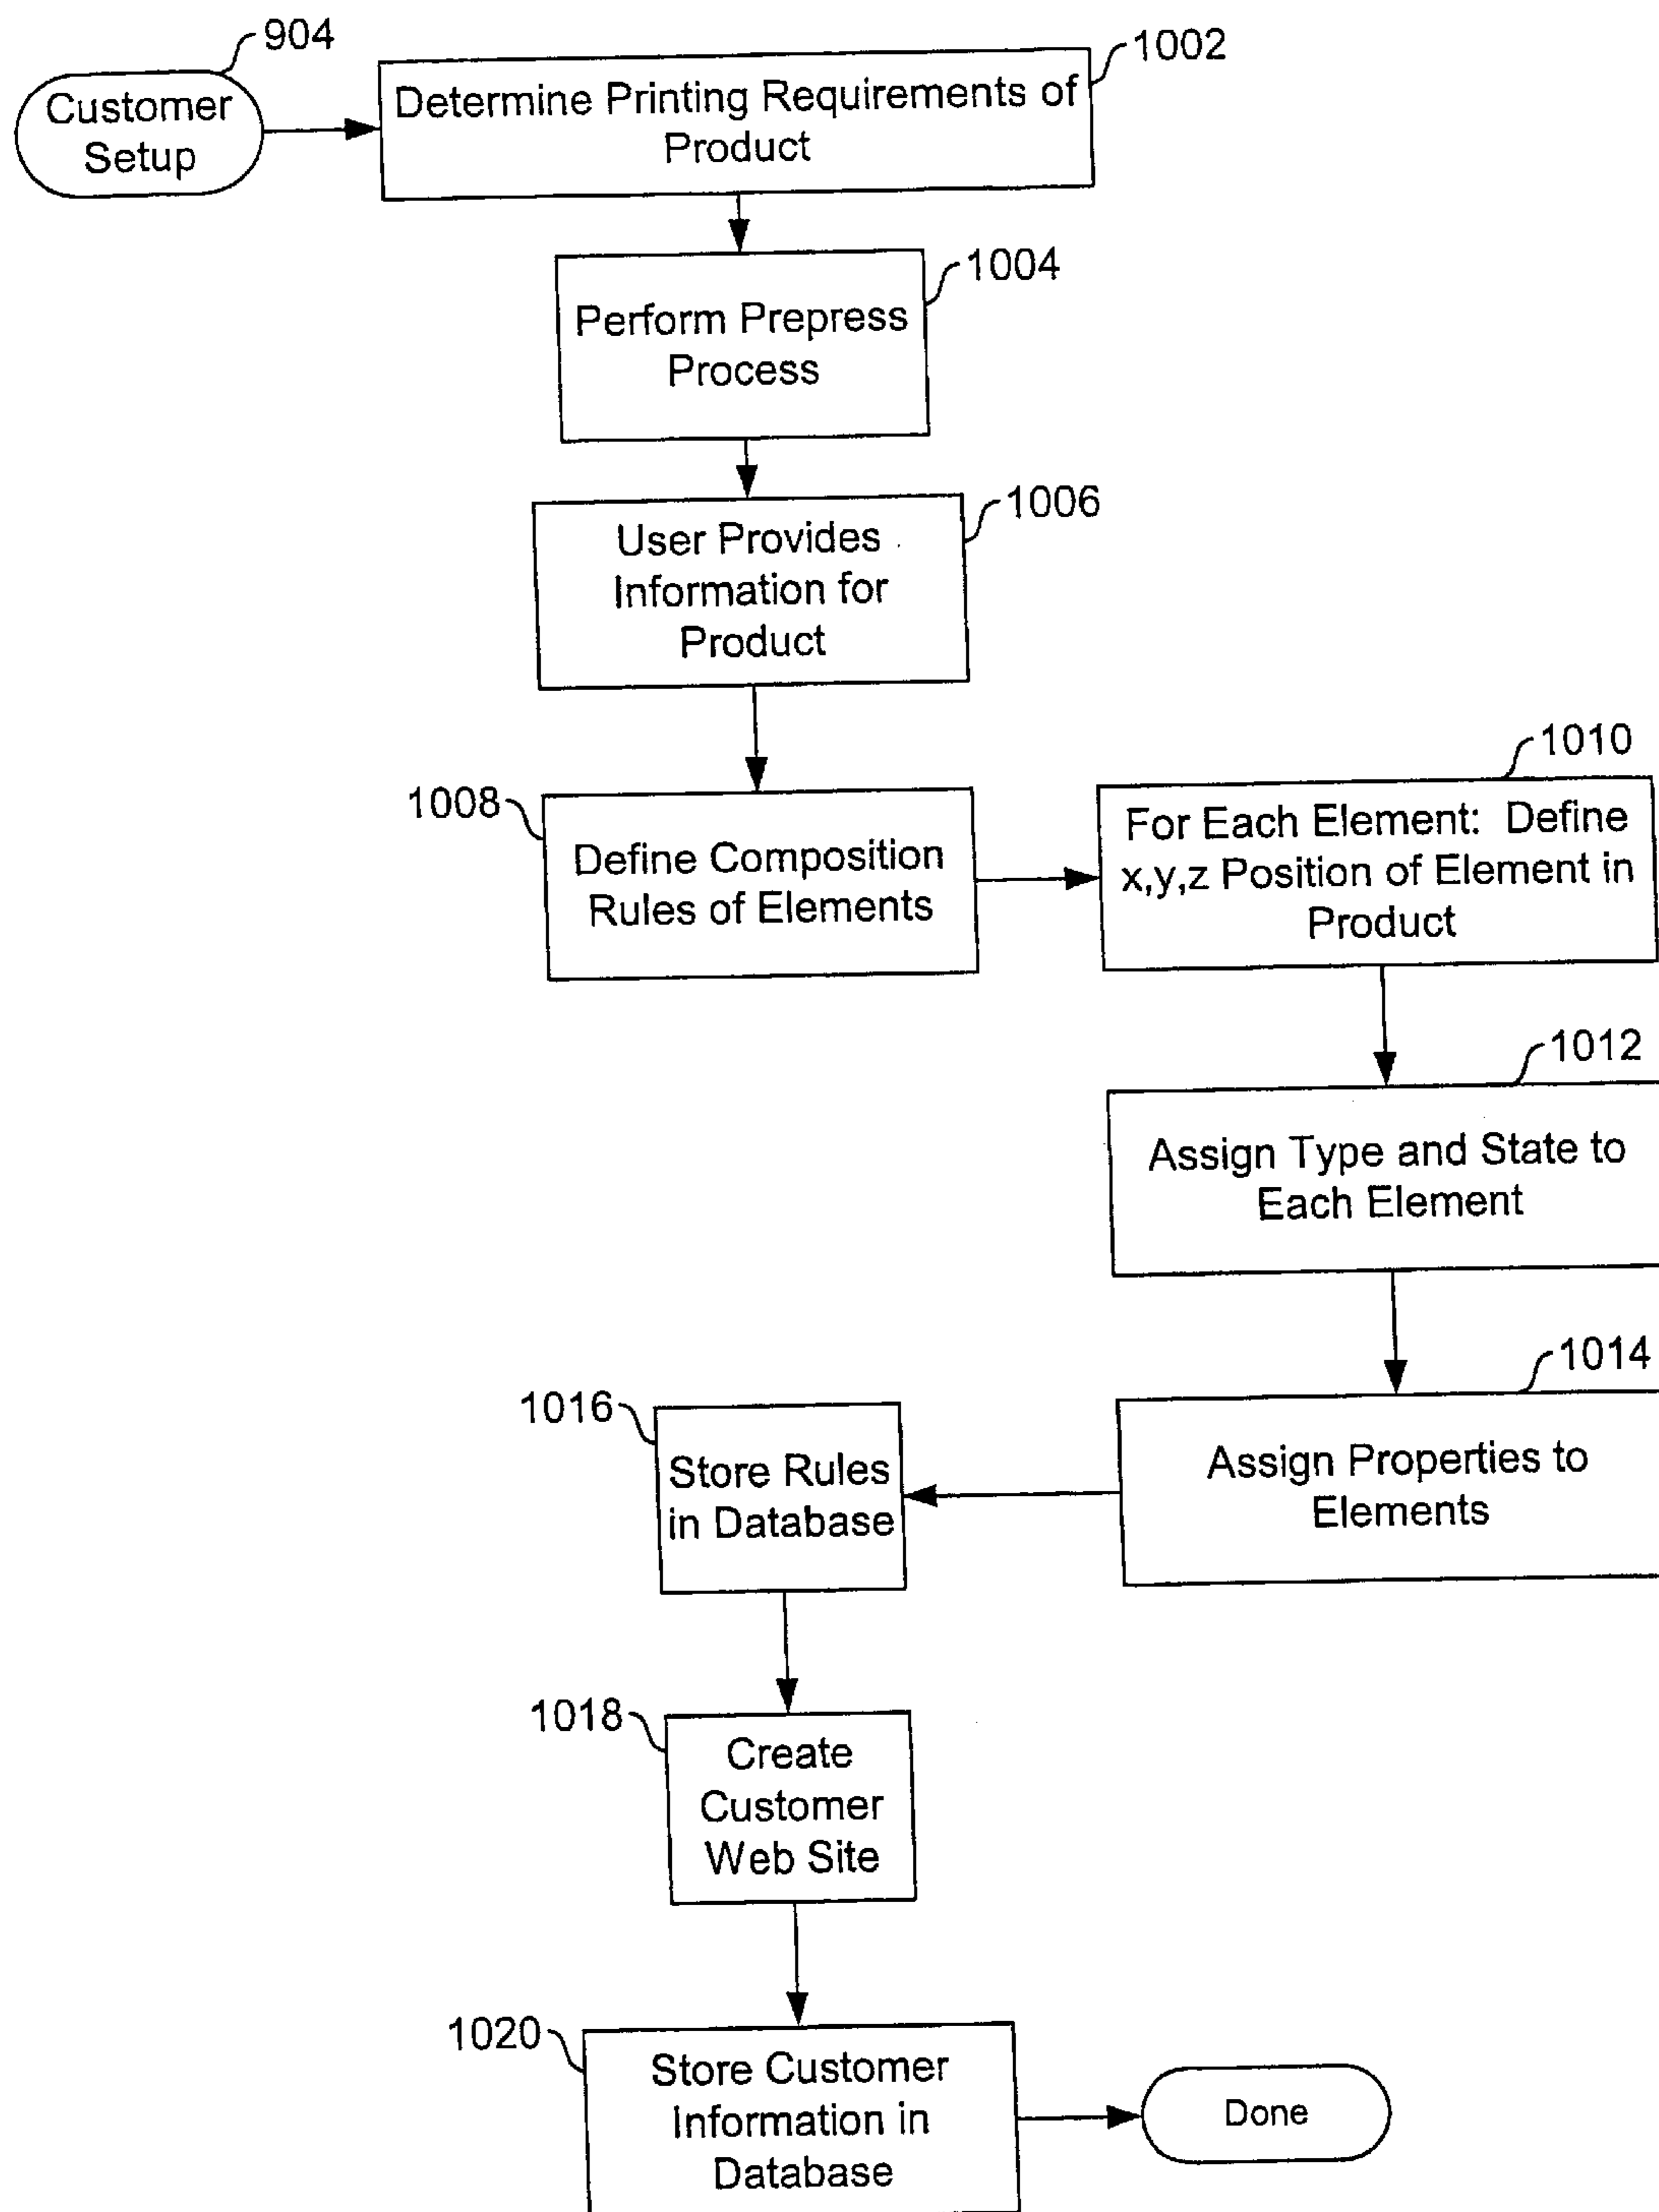 904
Customer
Setup
1002
Determine Printing Requirements of
Product
1004
Perform Prepress
Process
1006
User Provides
Information for
Product
1008
Define Composition
Rules of Elements
1010
For Each Element: Define
x,y,z Position of Element in
Product
1012
Assign Type and State to
Each Element
1014
Assign Properties to
Elements
1016
Store Rules
in Database
1018
Create
Customer
Web Site
1020
Store Customer
Information in
Database
Done